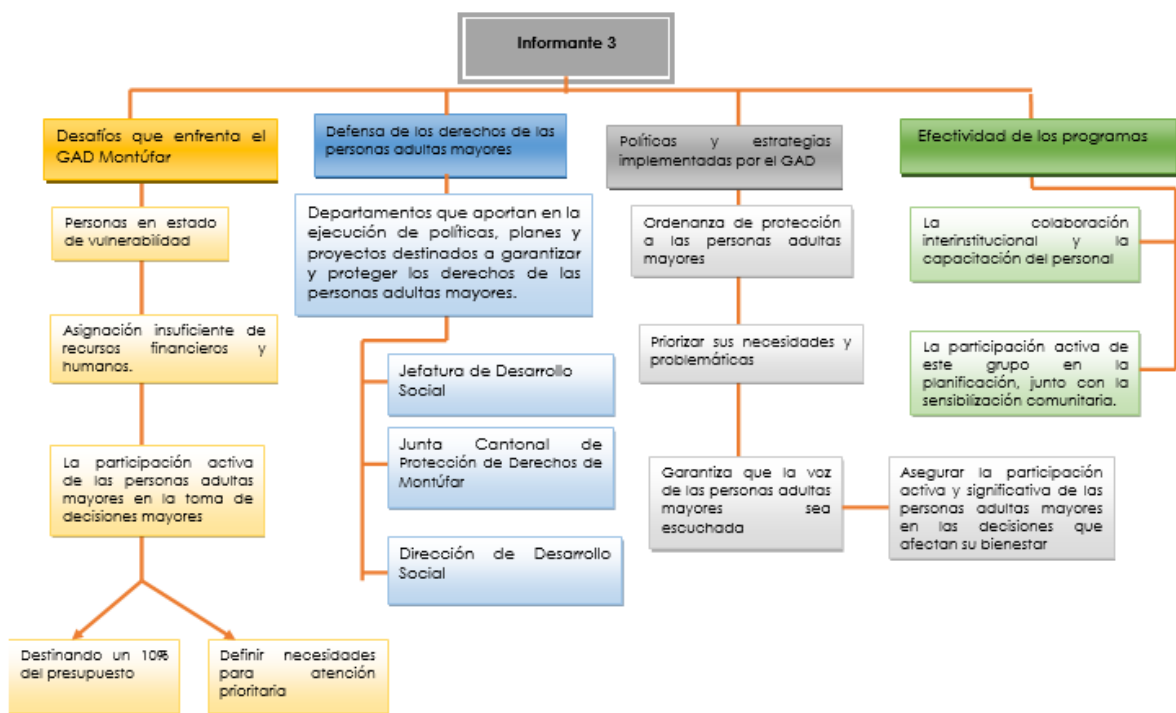 Informante 3
Desafíos que enfrenta el
GAD Montúfar
Personas en estado
de vulnerabilidad
Asignación insuficiente de
recursos financieros y
humanos.
La participación activa
de las personas adultas
mayores en la toma de
decisiones mayores
Destinando un 10%
del presupuesto
Definir necesidades
para atención
prioritaria
Defensa de los derechos de las
personas adultas mayores
Departamentos que aportan en la
ejecución de políticas, planes y
proyectos destinados a garantizar
y proteger los derechos de las
personas adultas mayores.
Jefatura de Desarrollo
Social
Junta Cantonal de
Protección de Derechos de
Montúfar
Dirección de Desarrollo
Social
Políticas y estrategias
implementadas por el GAD
Ordenanza de protección
a las personas adultas
mayores
Priorizar sus necesidades y
problemáticas
Garantiza que la voz
de las personas adultas
mayores sea
escuchada
Asegurar la participación
activa y significativa de las
personas adultas mayores
en las decisiones que
afectan su bienestar
Efectividad de los programas
La colaboración
interinstitucional y la
capacitación del personal
La participación activa de
este grupo en la
planificación, junto con la
sensibilización comunitaria.